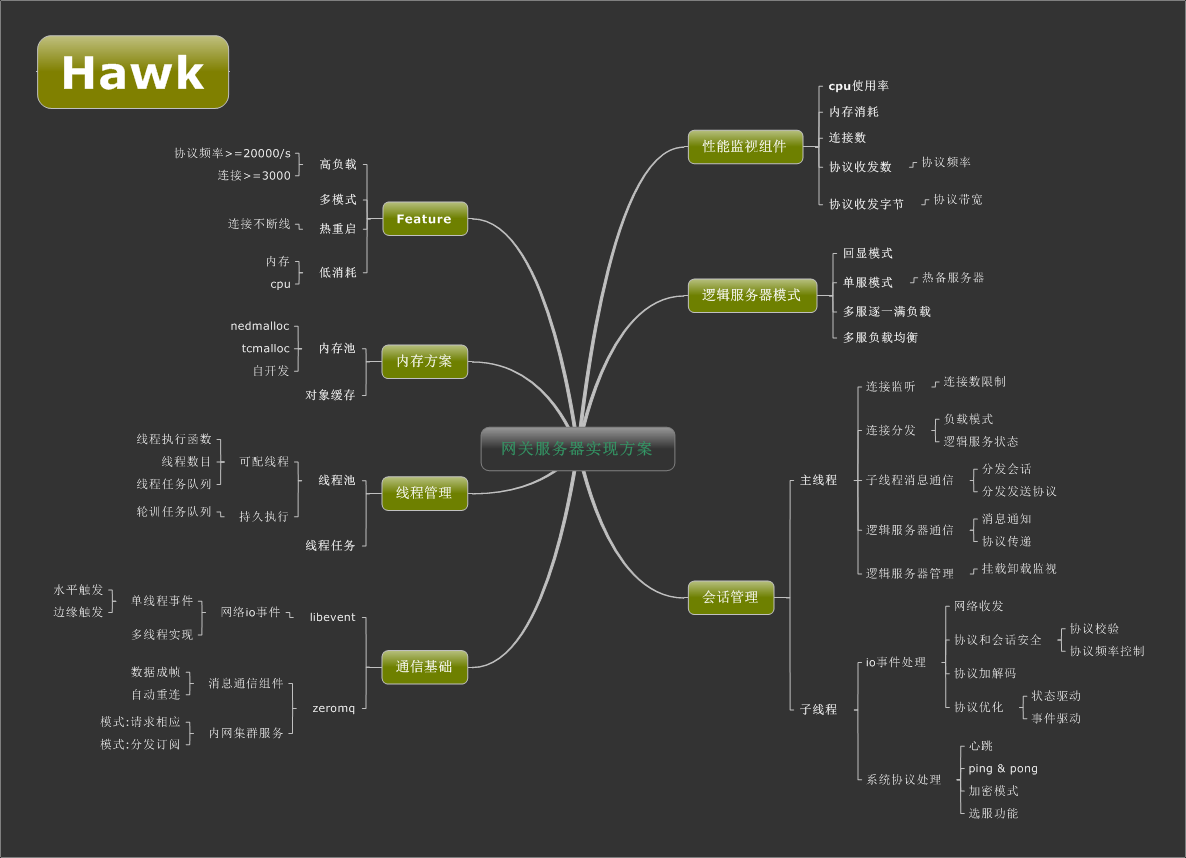 Hawk
网关服务器实现方案
Feature
高负载
协议频率>=20000/s
连接>=3000
多模式
热重启
连接不断线
低消耗
内存
cpu
内存方案
内存池
nedmalloc
tcmalloc
自开发
对象缓存
线程管理
线程池
可配线程
线程执行函数
线程数目
线程任务队列
持久执行
轮训任务队列
线程任务
通信基础
libevent
网络io事件
单线程事件
水平触发
边缘触发
多线程实现
zeromq
消息通信组件
数据成帧
自动重连
内网集群服务
模式:请求相应
模式:分发订阅
性能监视组件
cpu使用率
内存消耗
连接数
协议收发数
协议频率
协议收发字节
协议带宽
逻辑服务器模式
回显模式
单服模式
热备服务器
多服逐一满负载
多服负载均衡
会话管理
主线程
连接监听
连接数限制
连接分发
负载模式
逻辑服务状态
子线程消息通信
分发会话
分发发送协议
逻辑服务器通信
消息通知
协议传递
逻辑服务器管理
挂载卸载监视
子线程
io事件处理
网络收发
协议和会话安全
协议校验
协议频率控制
协议加解码
协议优化
状态驱动
事件驱动
系统协议处理
心跳
ping & pong
加密模式
选服功能